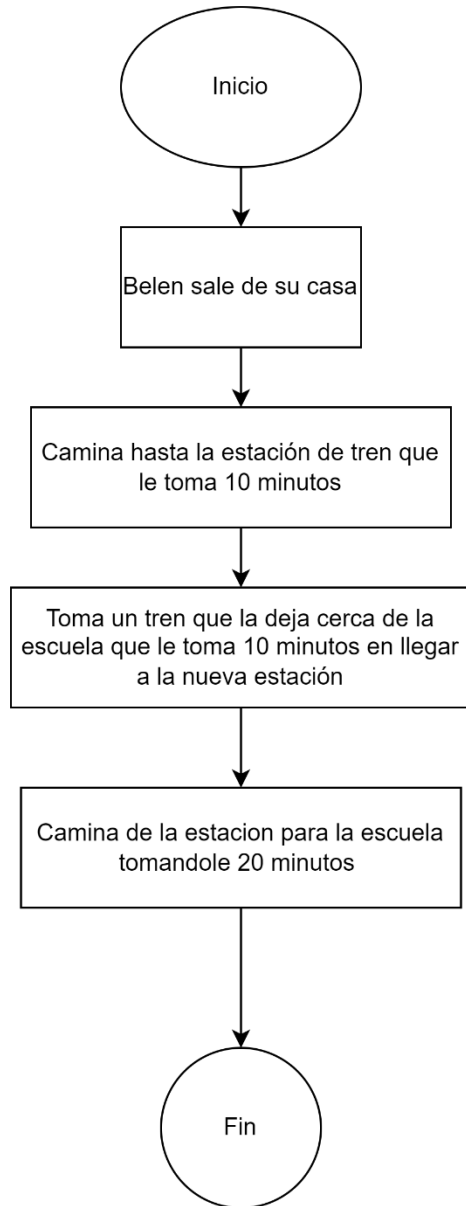 Inicio
Belen sale de su casa
Camina hasta la estación de tren que
le toma 10 minutos
Toma un tren que la deja cerca de la
escuela que le toma 10 minutos en llegar
a la nueva estación
Camina de la estacion para la escuela
tomandole 20 minutos
Fin